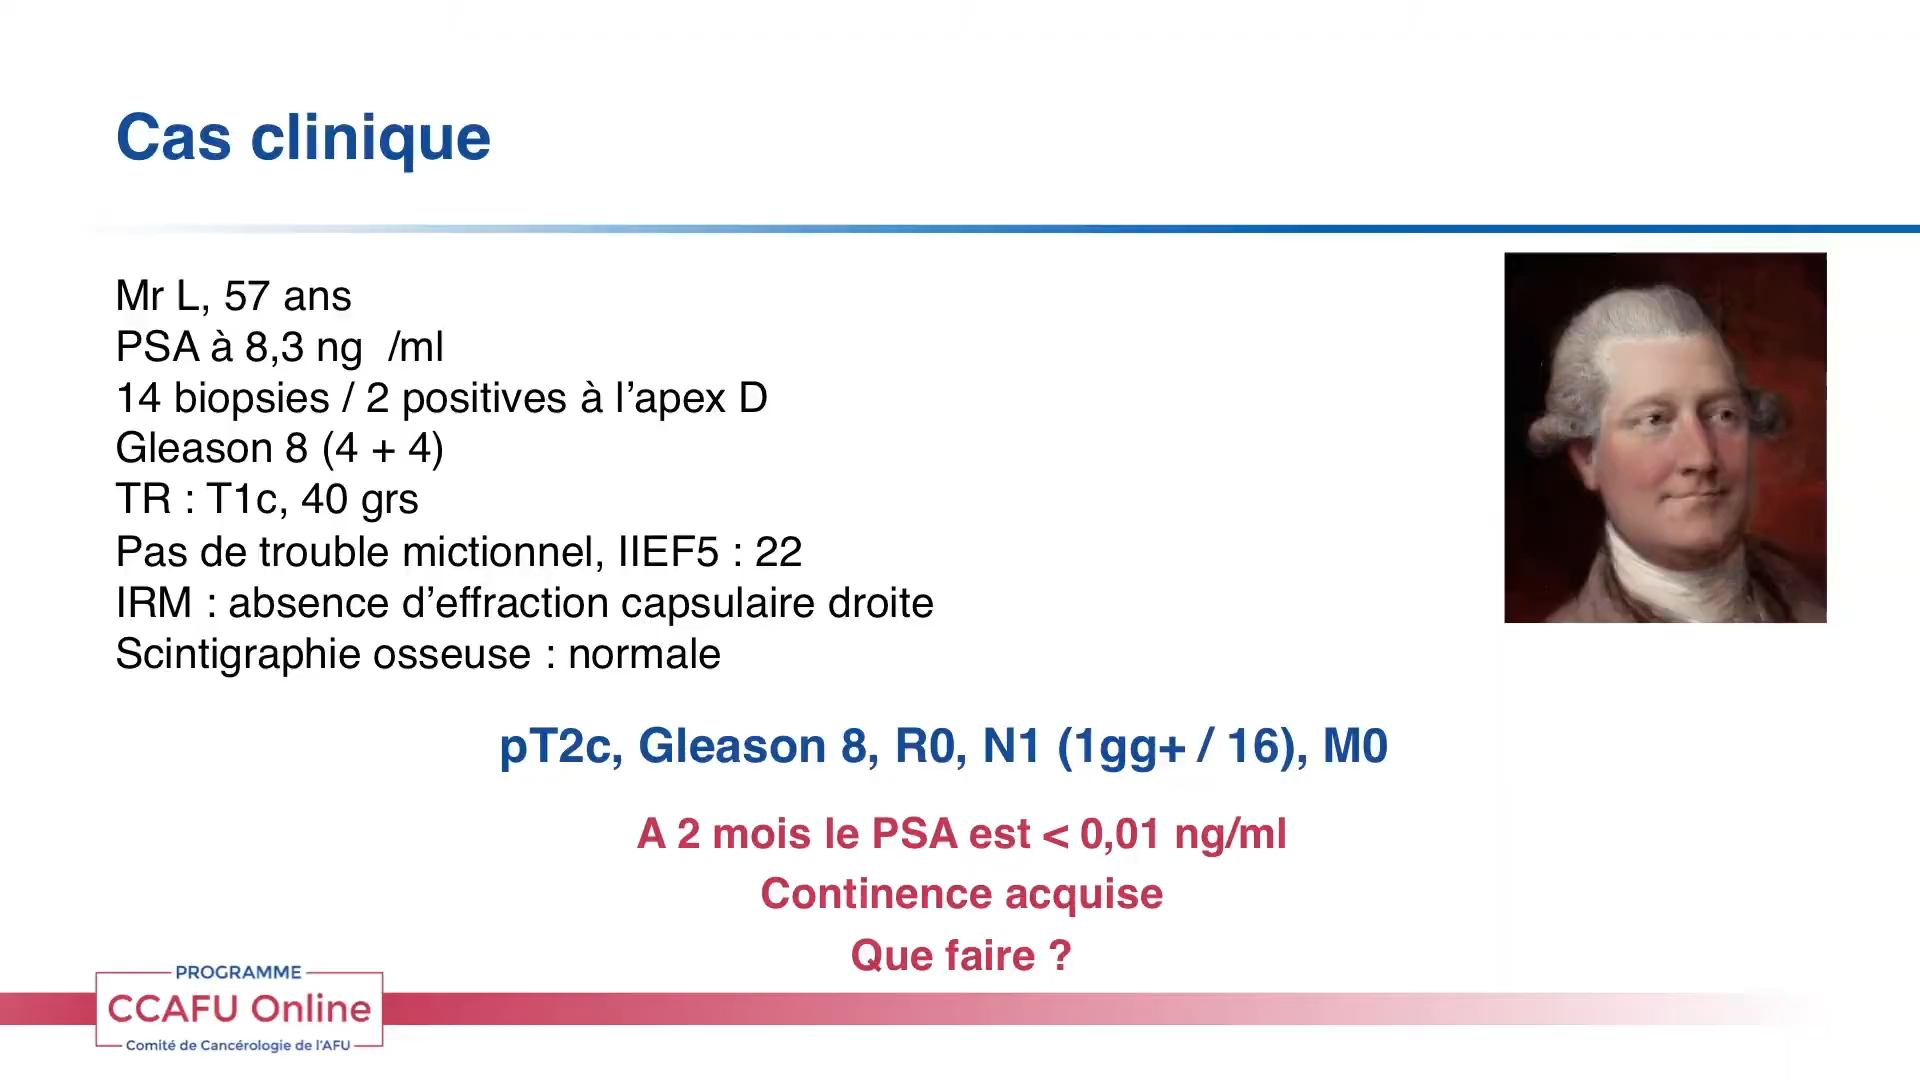 Cas clinique
Mr L, 57 ans
PSA à 8,3 ng /ml
14 biopsies / 2 positives à l’apex D
Gleason 8 (4 + 4)
TR : T1c, 40 grs
Pas de trouble mictionnel, IIEF5 : 22
IRM : absence d’effraction capsulaire droite
Scintigraphie osseuse : normale
pT2c, Gleason 8, R0, N1 (1gg+ / 16), M0
A 2 mois le PSA est < 0,01 ng/ml
Continence acquise
Que faire ?
PROGRAMME
CCAFU Online
Comité de Cancérologie de l’AFU